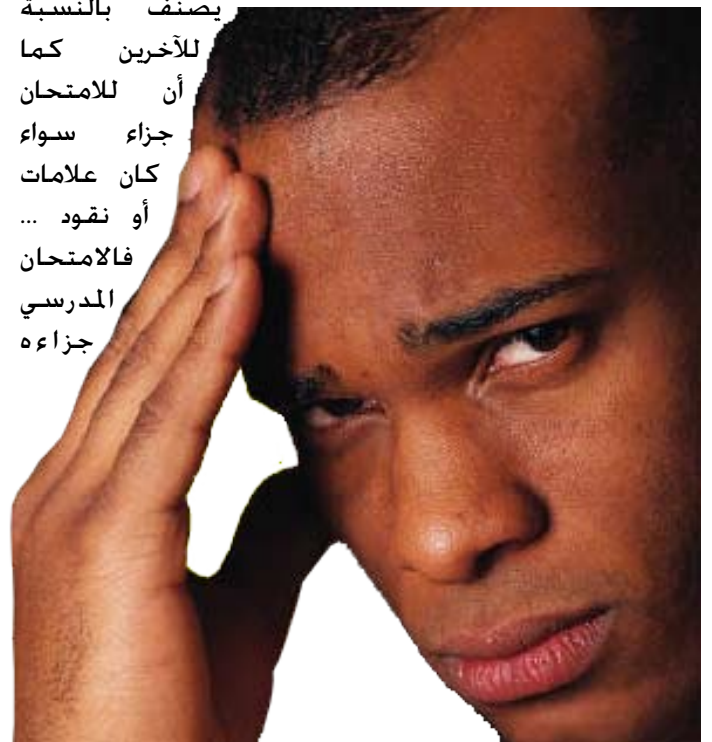 يصنف بالنسبة
للآخرين كما
أن للامتحان
جزاء سواء
كان علامات
أو نقود ...
فالامتحان
المدرسي
جزاءه